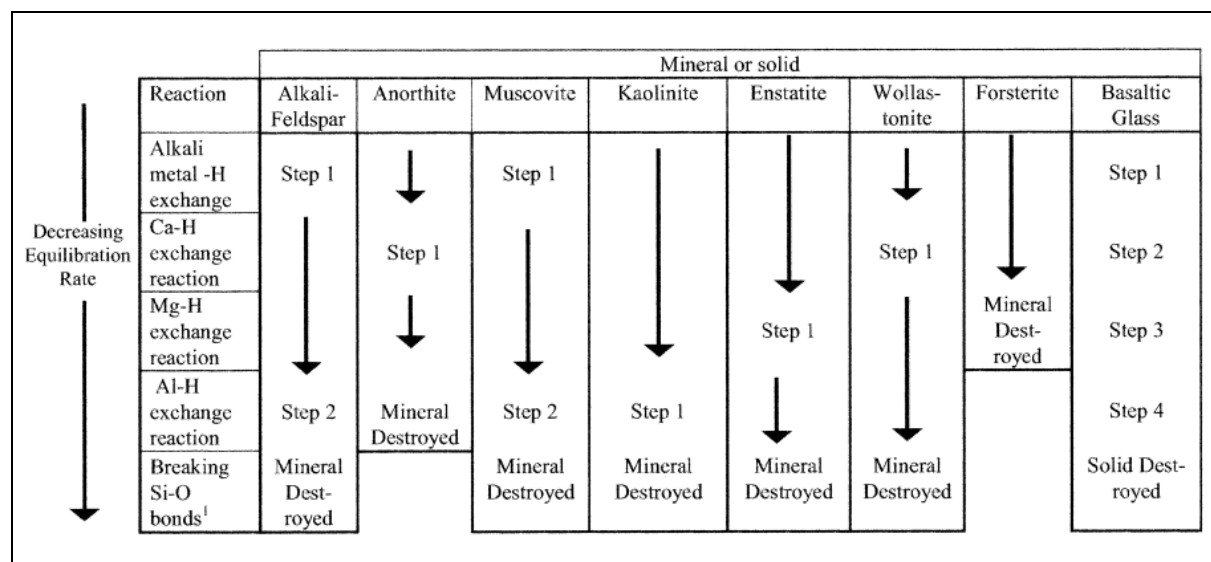 Mineral or solid
Reaction Alkali- Anorthite Muscovite Kaolinite Enstatite Wollas- Forsterite Basaltic
Feldspar tonite Glass
Alkali
metal -H Step 1 Step 1 Step 1
exchange
Decreasing
Equilibration
Rate
Ca-H
exchange Step 1 Step 1 Step 2
reaction
Mg-H Mineral
exchange Step 1 Dest- Step 3
reaction royed
Al-H
exchange Step 2 Mineral Step 2 Step 1 Step 4
reaction Destroyed
Breaking Mineral Mineral Mineral Mineral Mineral Solid Dest-
Si-O Dest- Destroyed Destroyed Destroyed Destroyed royed
bonds¹ royed